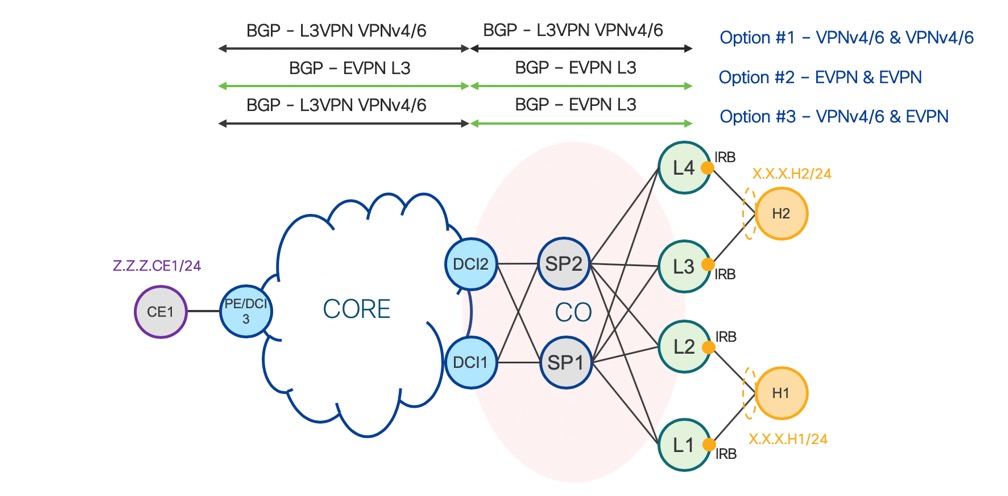 BGP - L3VPN VPNv4/6
BGP - L3VPN VPNv4/6
Option #1 – VPNv4/6 & VPNv4/6
BGP - EVPN L3
BGP - EVPN L3
Option #2 – EVPN & EVPN
BGP - L3VPN VPNv4/6
BGP - EVPN L3
Option #3 – VPNv4/6 & EVPN
L4
IRB
X.X.X.H2/24
H2
DCI2
SP2
L3
IRB
Z.Z.Z.CE1/24
CE1
PE/DCI
3
CORE
CO
IRB
L2
DCI1
SP1
H1
X.X.X.H1/24
L1
IRB